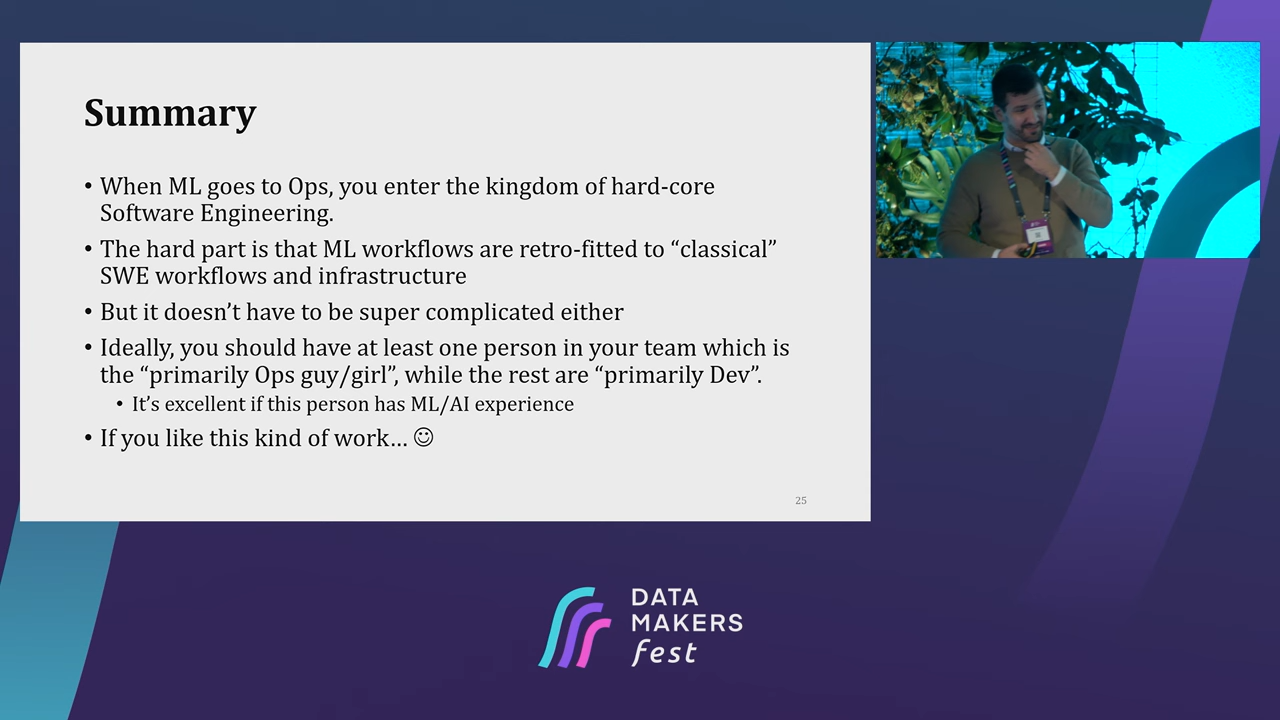 Summary
• When ML goes to Ops, you enter the kingdom of hard-core
Software Engineering.
• The hard part is that ML workflows are retro-fitted to “classical”
SWE workflows and infrastructure
• But it doesn’t have to be super complicated either
• Ideally, you should have at least one person in your team which is
the “primarily Ops guy/girl”, while the rest are “primarily Dev”.
• It’s excellent if this person has ML/AI experience
• If you like this kind of work… ☺
25
DATA
MAKERS
fest